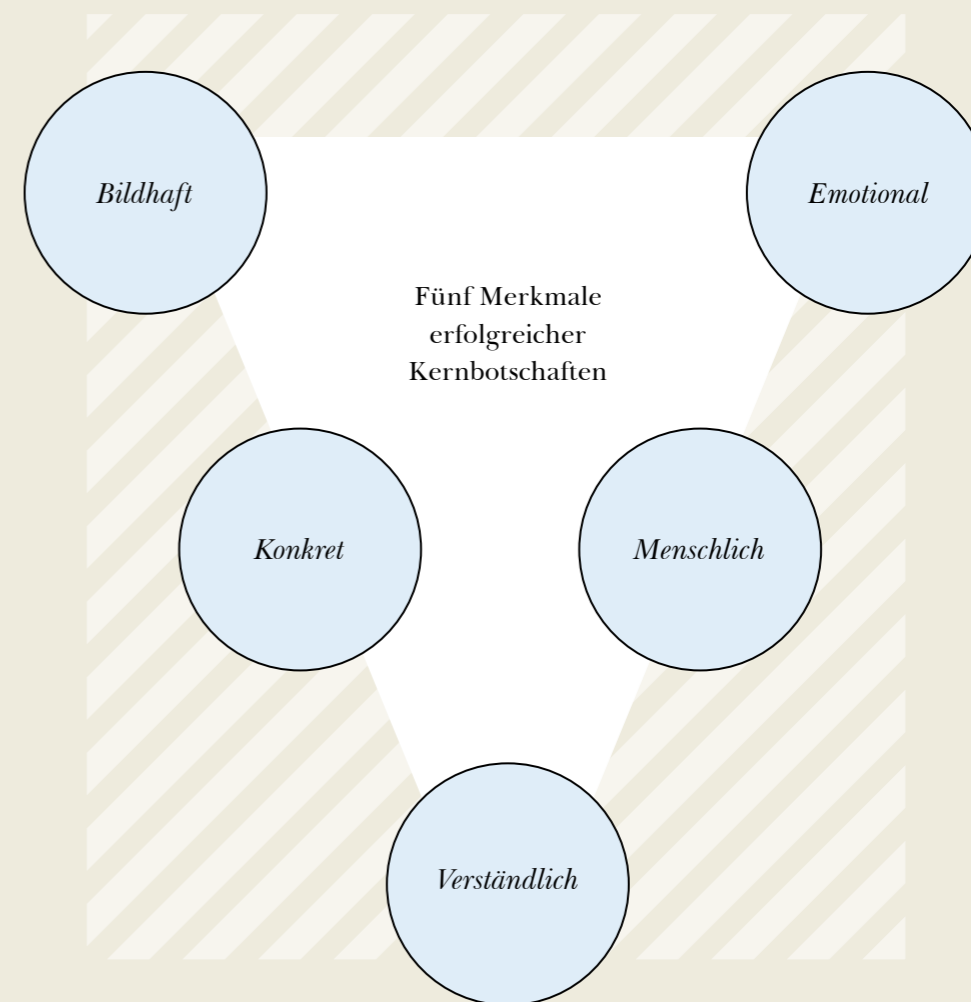 Bildhaft
Emotional
Fünf Merkmale
erfolgreicher
Kernbotschaften
Konkret
Menschlich
Verständlich